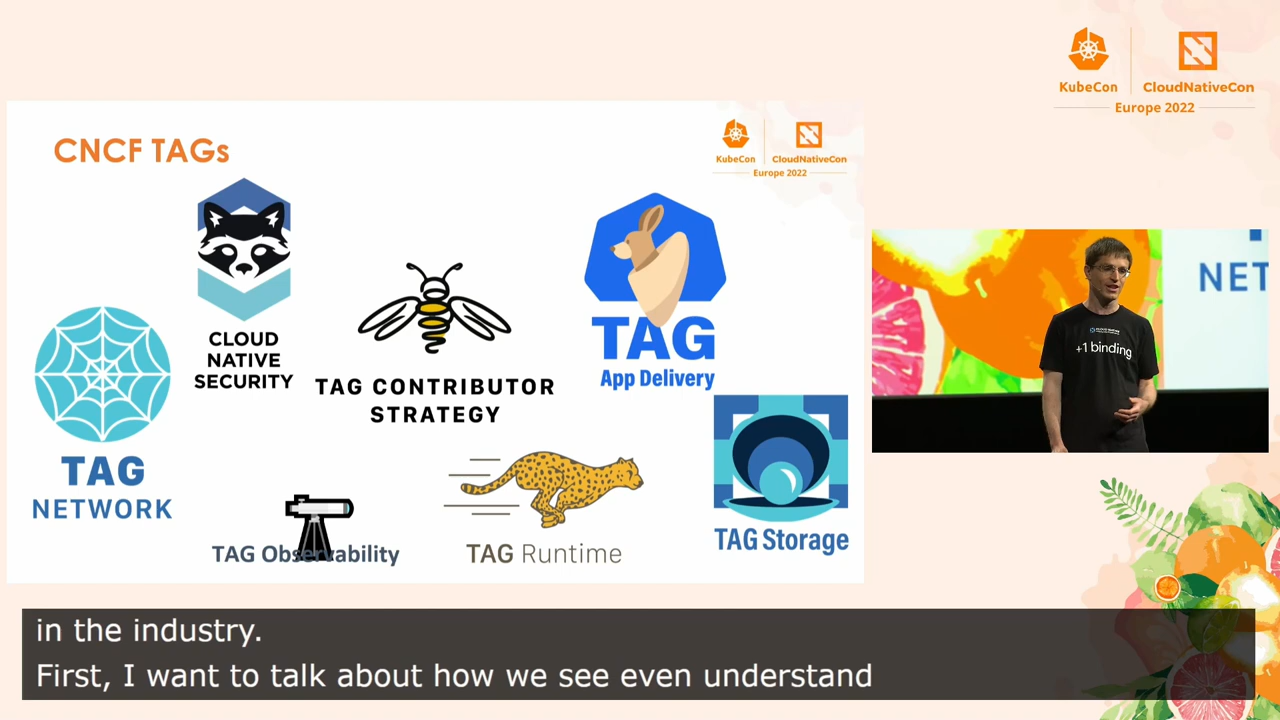 KubeCon
CloudNativeCon
Europe 2022
CNCF TAGs
KubeCon
CloudNativeCon
Europe 2022
CLOUD
NATIVE
SECURITY
TAG CONTRIBUTOR
STRATEGY
TAG
App Delivery
TAG
NETWORK
TAG Observability
TAG Runtime
TAG Storage
NET
+1 binding
in the industry.
First, I want to talk about how we see even understand